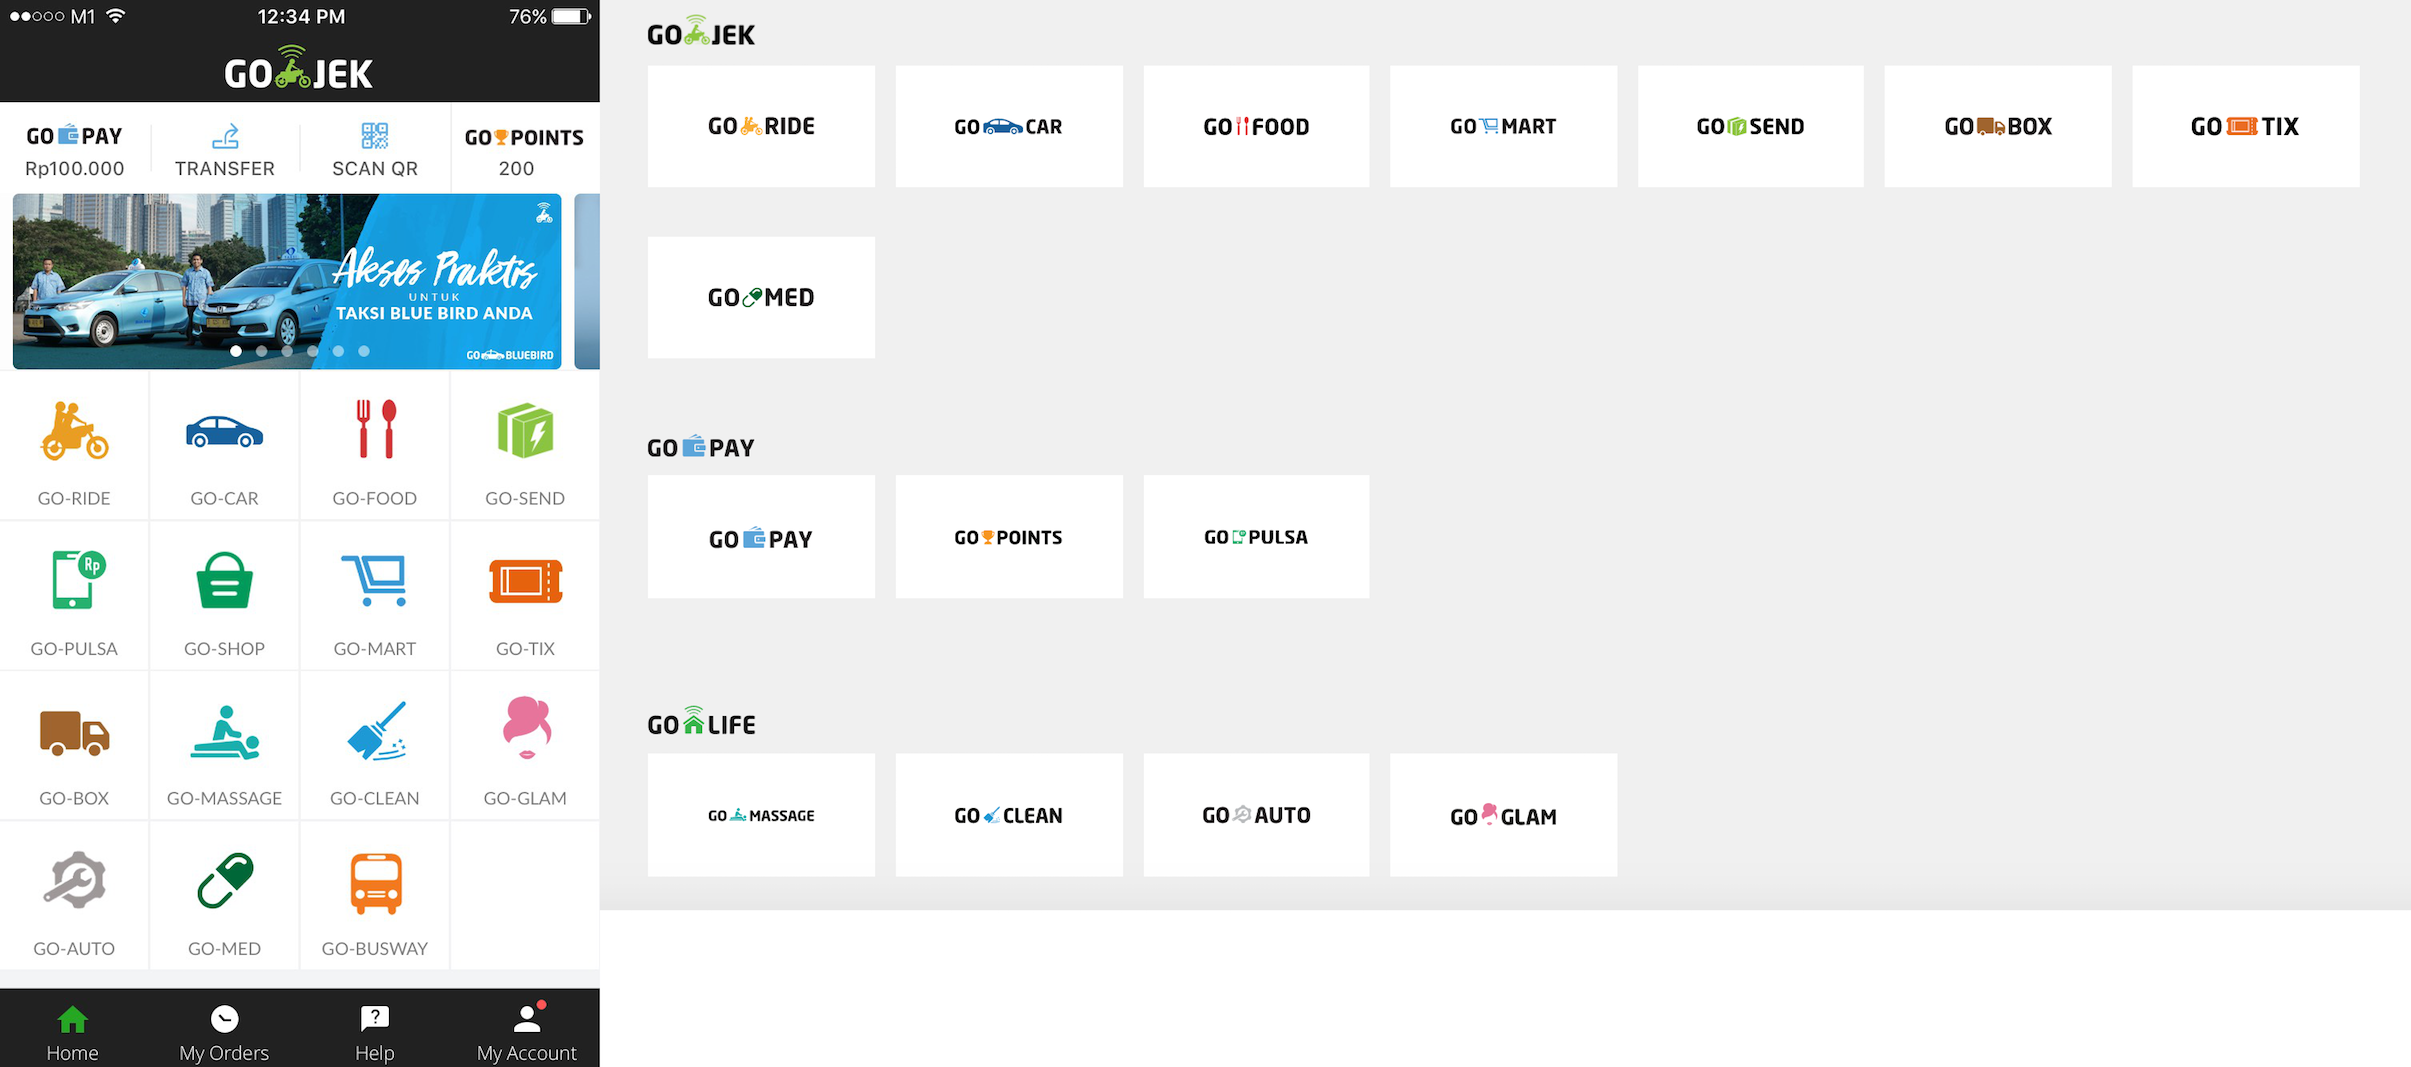 M1 12:34 PM 76%
GO JEK
GO PAY
Rp100.000
TRANSFER
SCAN QR
GO POINTS
200
Akses Praktis
UNTUK
TAKSI BLUE BIRD ANDA
GO BLUEBIRD
GO-RIDE
GO-CAR
GO-FOOD
GO-SEND
Rp
GO-PULSA
GO-SHOP
GO-MART
GO-TIX
GO-BOX
GO-MASSAGE
GO-CLEAN
GO-GLAM
GO-AUTO
GO-MED
GO-BUSWAY
?
Home
My Orders
Help
My Account
GO JEK
GO RIDE
GO CAR
GO FOOD
GO MART
GO SEND
GO BOX
GO TIX
GO MED
GO PAY
GO PAY
GO POINTS
GO PULSA
GO LIFE
GO MASSAGE
GO CLEAN
GO AUTO
GO GLAM